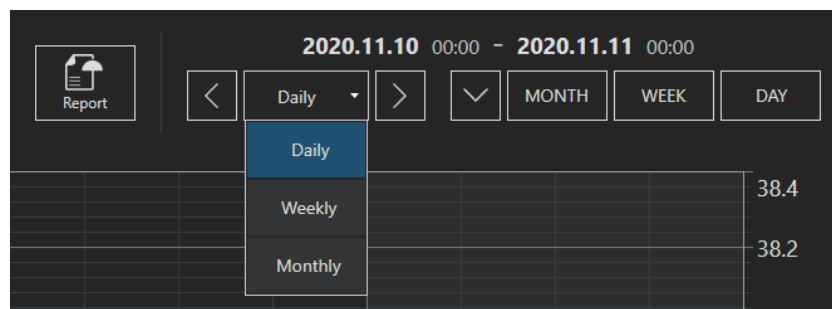 2020.11.10 00:00 - 2020.11.11 00:00
Report
Daily
MONTH
WEEK
DAY
Daily
Weekly
Monthly
38.4
38.2